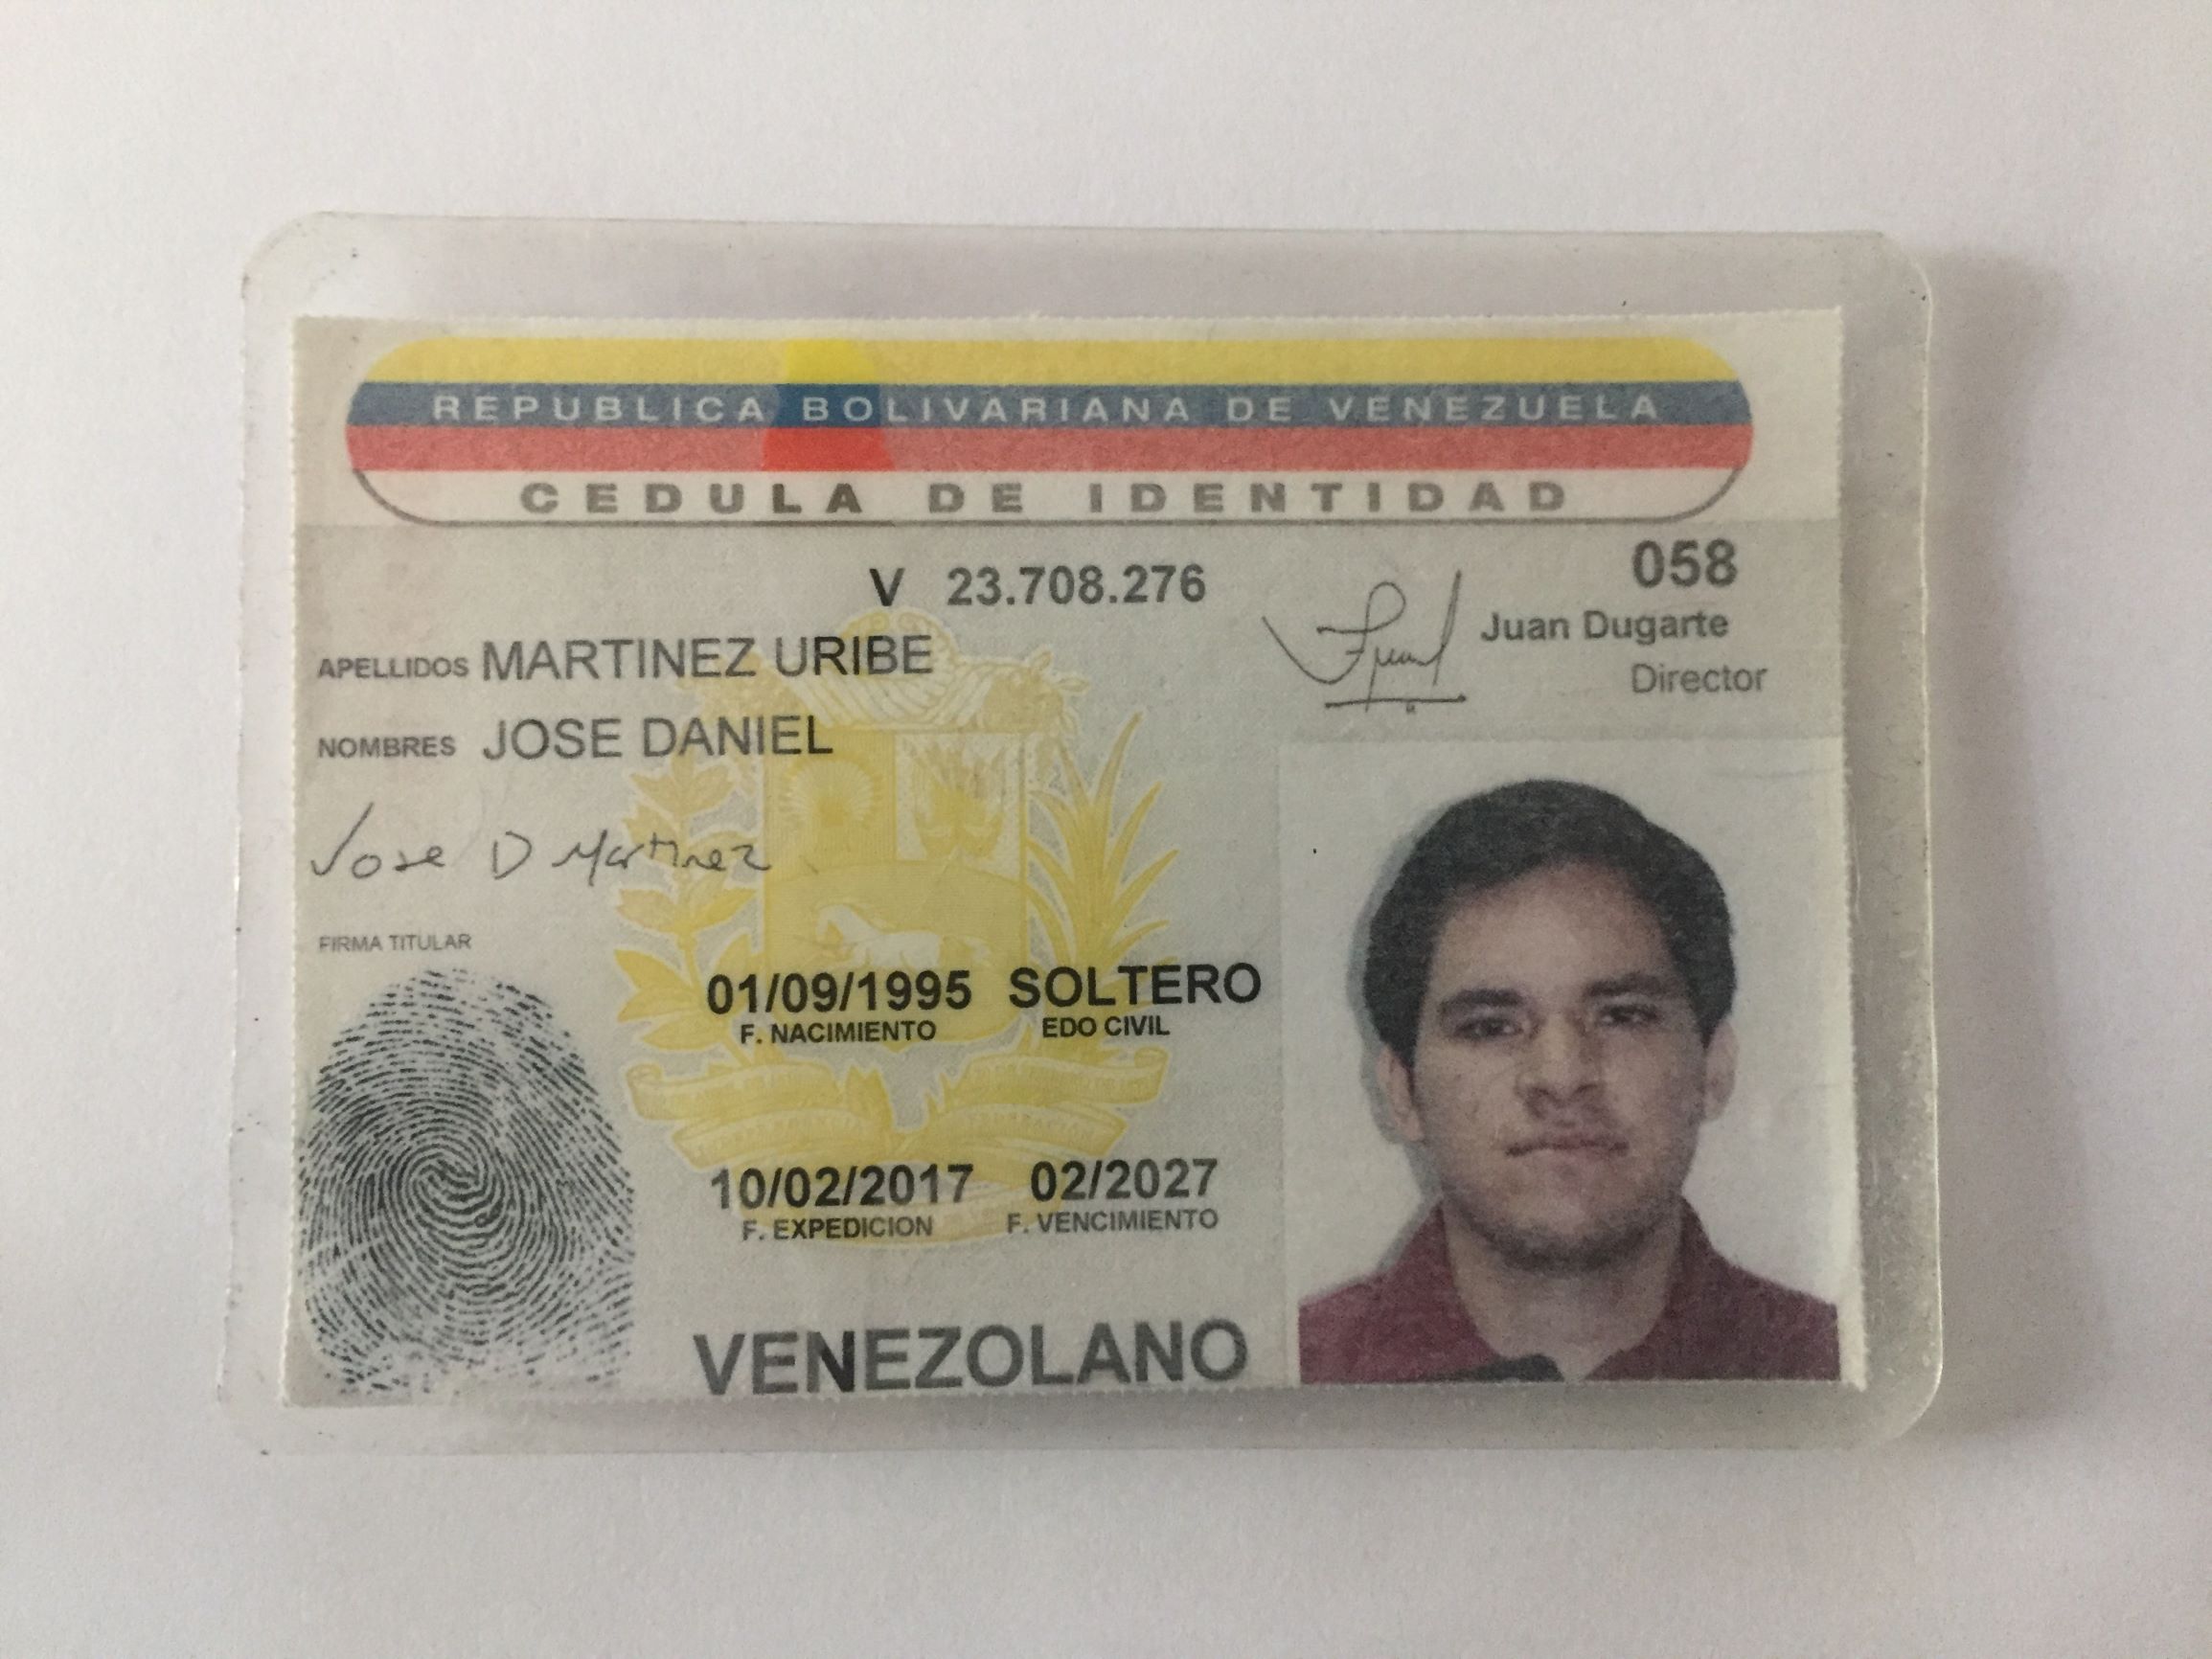 REPUBLICA BOLIVARIANA DE VENEZUELA
CEDULA DE IDENTIDAD
V 23.708.276
058
APELLIDOS MARTINEZ URIBE
Juan Dugarte
Director
NOMBRES JOSE DANIEL
Jose D Martinez
FIRMA TITULAR
01/09/1995 SOLTERO
F. NACIMIENTO EDO CIVIL
10/02/2017 02/2027
F. EXPEDICION F. VENCIMIENTO
VENEZOLANO